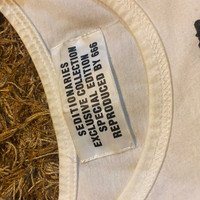 SEDITIONARIES
EXCLUSIVE COLLECTION
SPECIAL EDITION
REPRODUCED BY 666